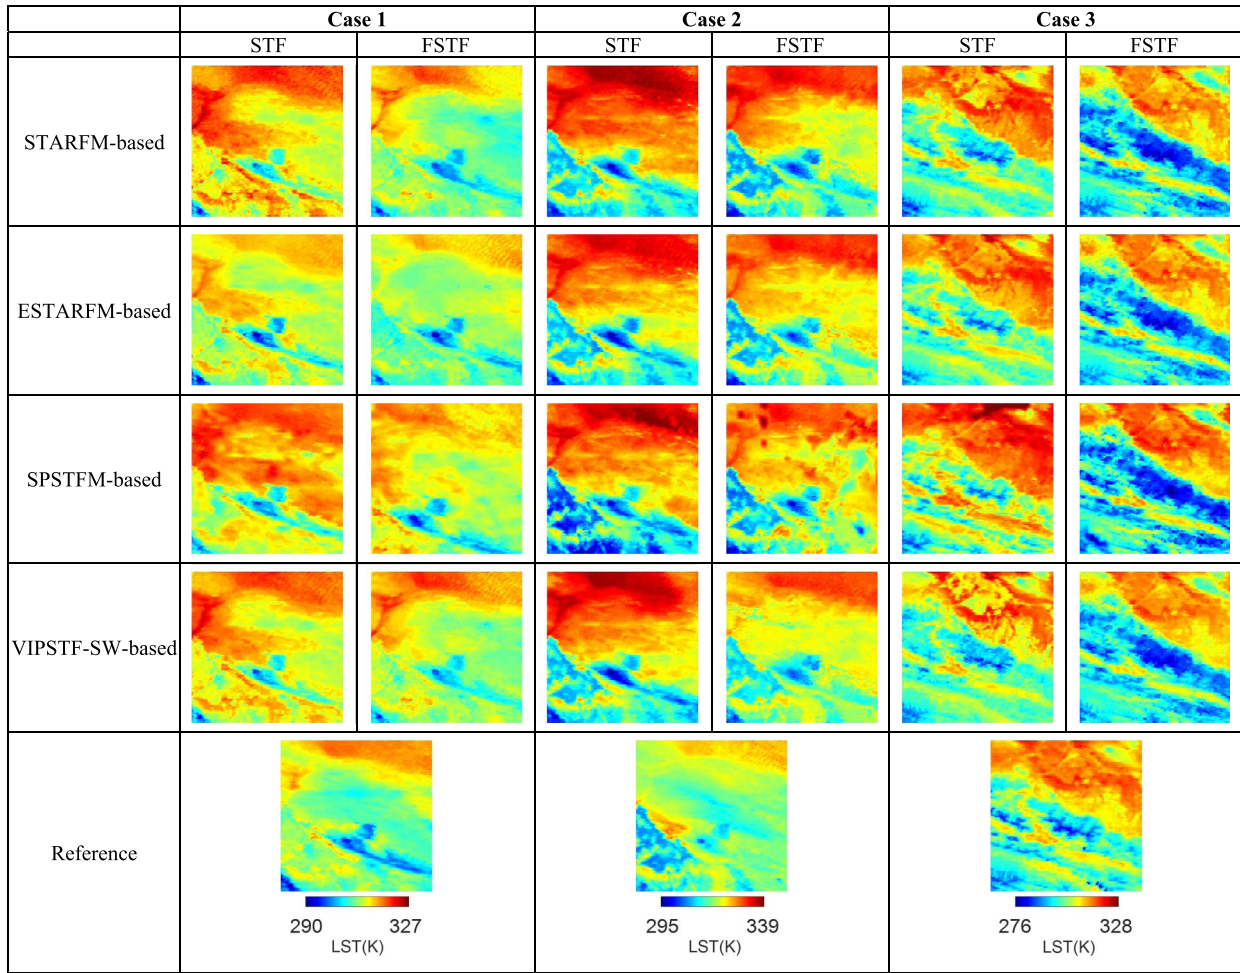 Case 1 Case 2 Case 3
STF FSTF STF FSTF STF FSTF
STARFM-based
ESTARFM-based
SPSTFM-based
VIPSTF-SW-based
Reference
290 327 295 339 276 328
LST(K) LST(K) LST(K)